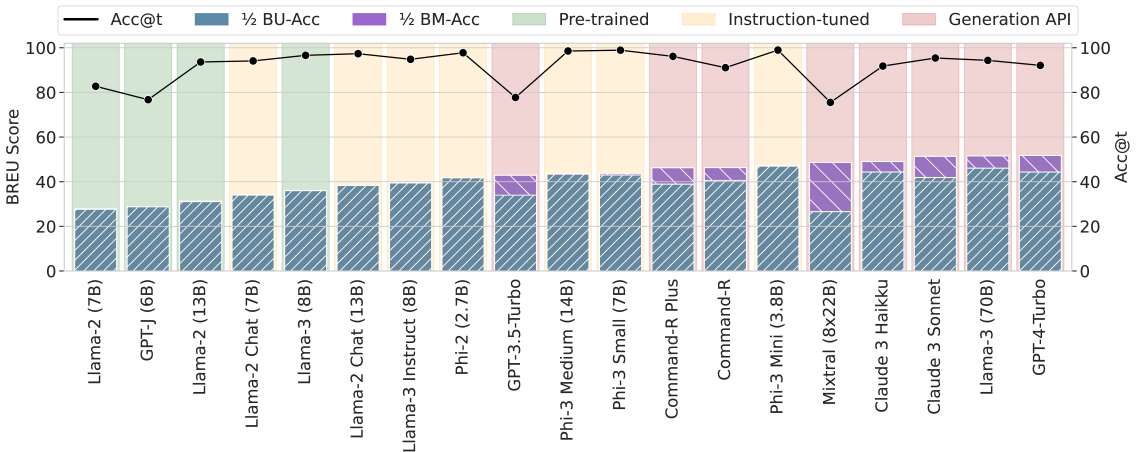 Acc@t ½ BU-Acc ½ BM-Acc Pre-trained Instruction-tuned Generation API
BREU Score
100
80
60
40
20
0
100
80
60
40
20
0
Acc@t
Llama-2 (7B)
GPT-J (6B)
Llama-2 (13B)
Llama-2 Chat (7B)
Llama-3 (8B)
Llama-2 Chat (13B)
Llama-3 Instruct (8B)
Phi-2 (2.7B)
GPT-3.5-Turbo
Phi-3 Medium (14B)
Phi-3 Small (7B)
Command-R Plus
Command-R
Phi-3 Mini (3.8B)
Mixtral (8x22B)
Claude 3 Haikku
Claude 3 Sonnet
Llama-3 (70B)
GPT-4-Turbo